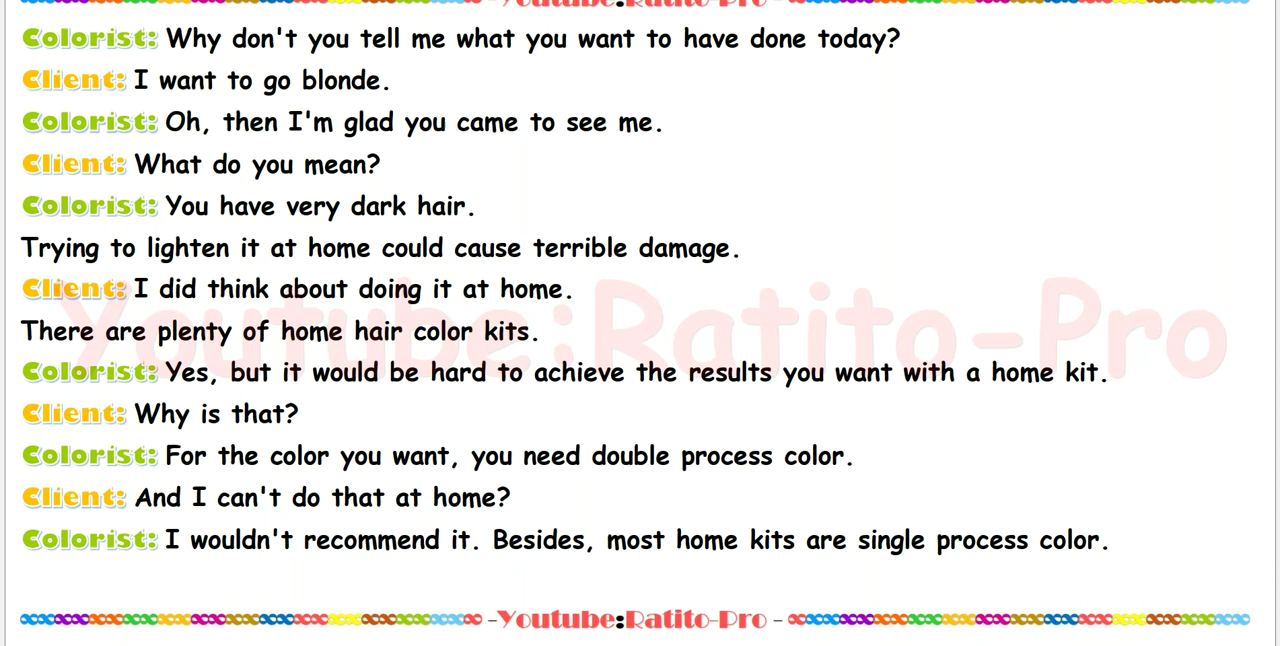 -Youtube:Ratito-Pro -
Colorist: Why don't you tell me what you want to have done today?
Client: I want to go blonde.
Colorist: Oh, then I'm glad you came to see me.
Client: What do you mean?
Colorist: You have very dark hair.
Trying to lighten it at home could cause terrible damage.
Client: I did think about doing it at home.
There are plenty of home hair color kits.
Youtube:Ratito-Pro
Colorist: Yes, but it would be hard to achieve the results you want with a home kit.
Client: Why is that?
Colorist: For the color you want, you need double process color.
Client: And I can't do that at home?
Colorist: I wouldn't recommend it. Besides, most home kits are single process color.
-Youtube:Ratito-Pro -